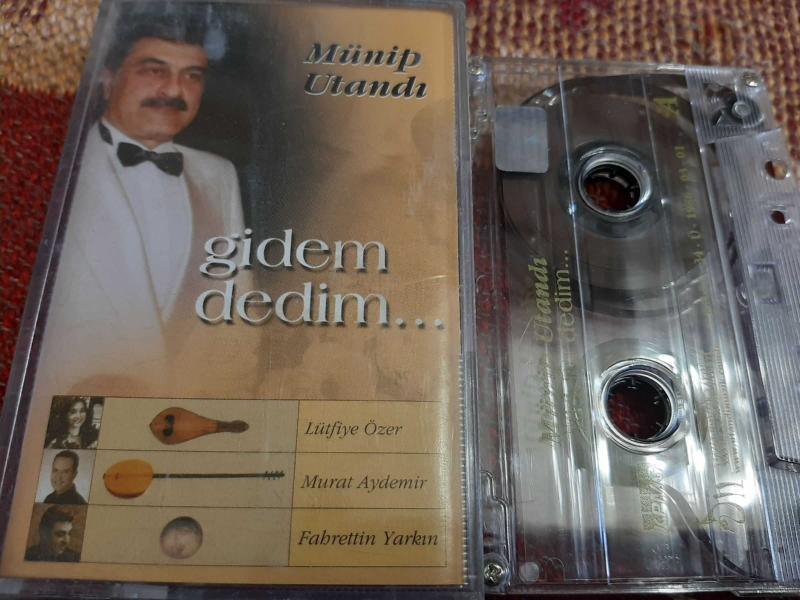 Münip
Utandı
gidem
dedim...
Lütfiye Özer
Murat Aydemir
Fahrettin Yarkın
A
Münip Utandı
dedim...